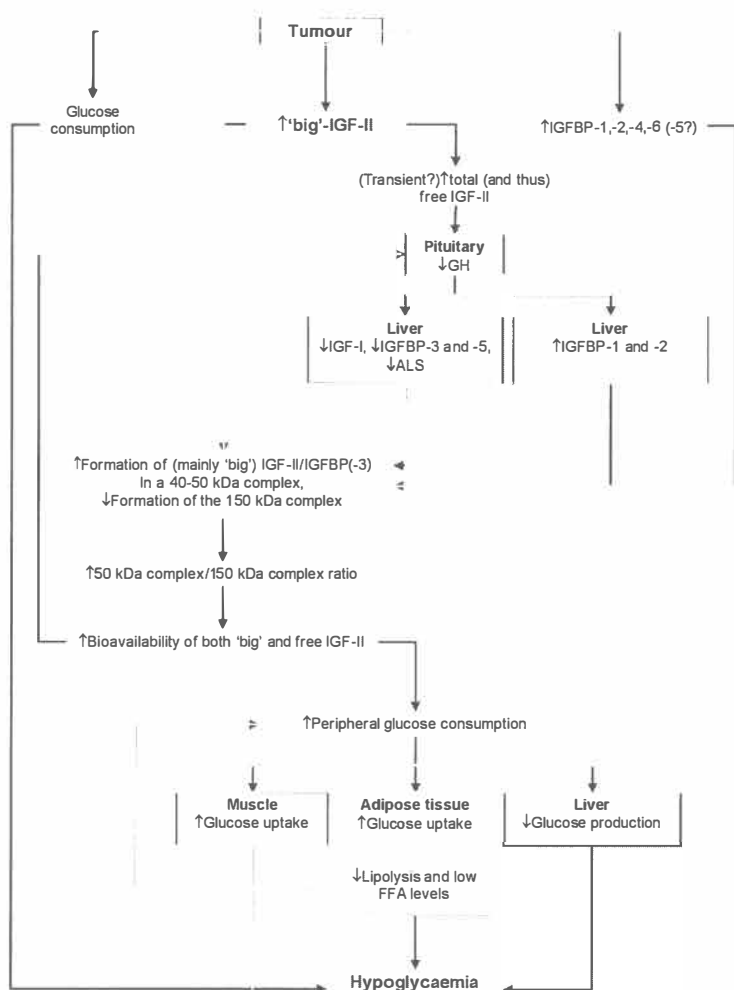 Tumour
Glucose
consumption
↑'big'-IGF-II
↑IGFBP-1,-2,-4,-6 (-5?)
(Transient?)↑total (and thus)
free IGF-II
Pituitary
↓GH
Liver
↓IGF-I, ↓IGFBP-3 and -5,
↓ALS
Liver
↑IGFBP-1 and -2
↑Formation of (mainly 'big') IGF-II/IGFBP(-3)
In a 40-50 kDa complex,
↓Formation of the 150 kDa complex
↑50 kDa complex/150 kDa complex ratio
↑Bioavailability of both 'big' and free IGF-II
↑Peripheral glucose consumption
Muscle
↑Glucose uptake
Adipose tissue
↑Glucose uptake
Liver
↓Glucose production
↓Lipolysis and low
FFA levels
Hypoglycaemia